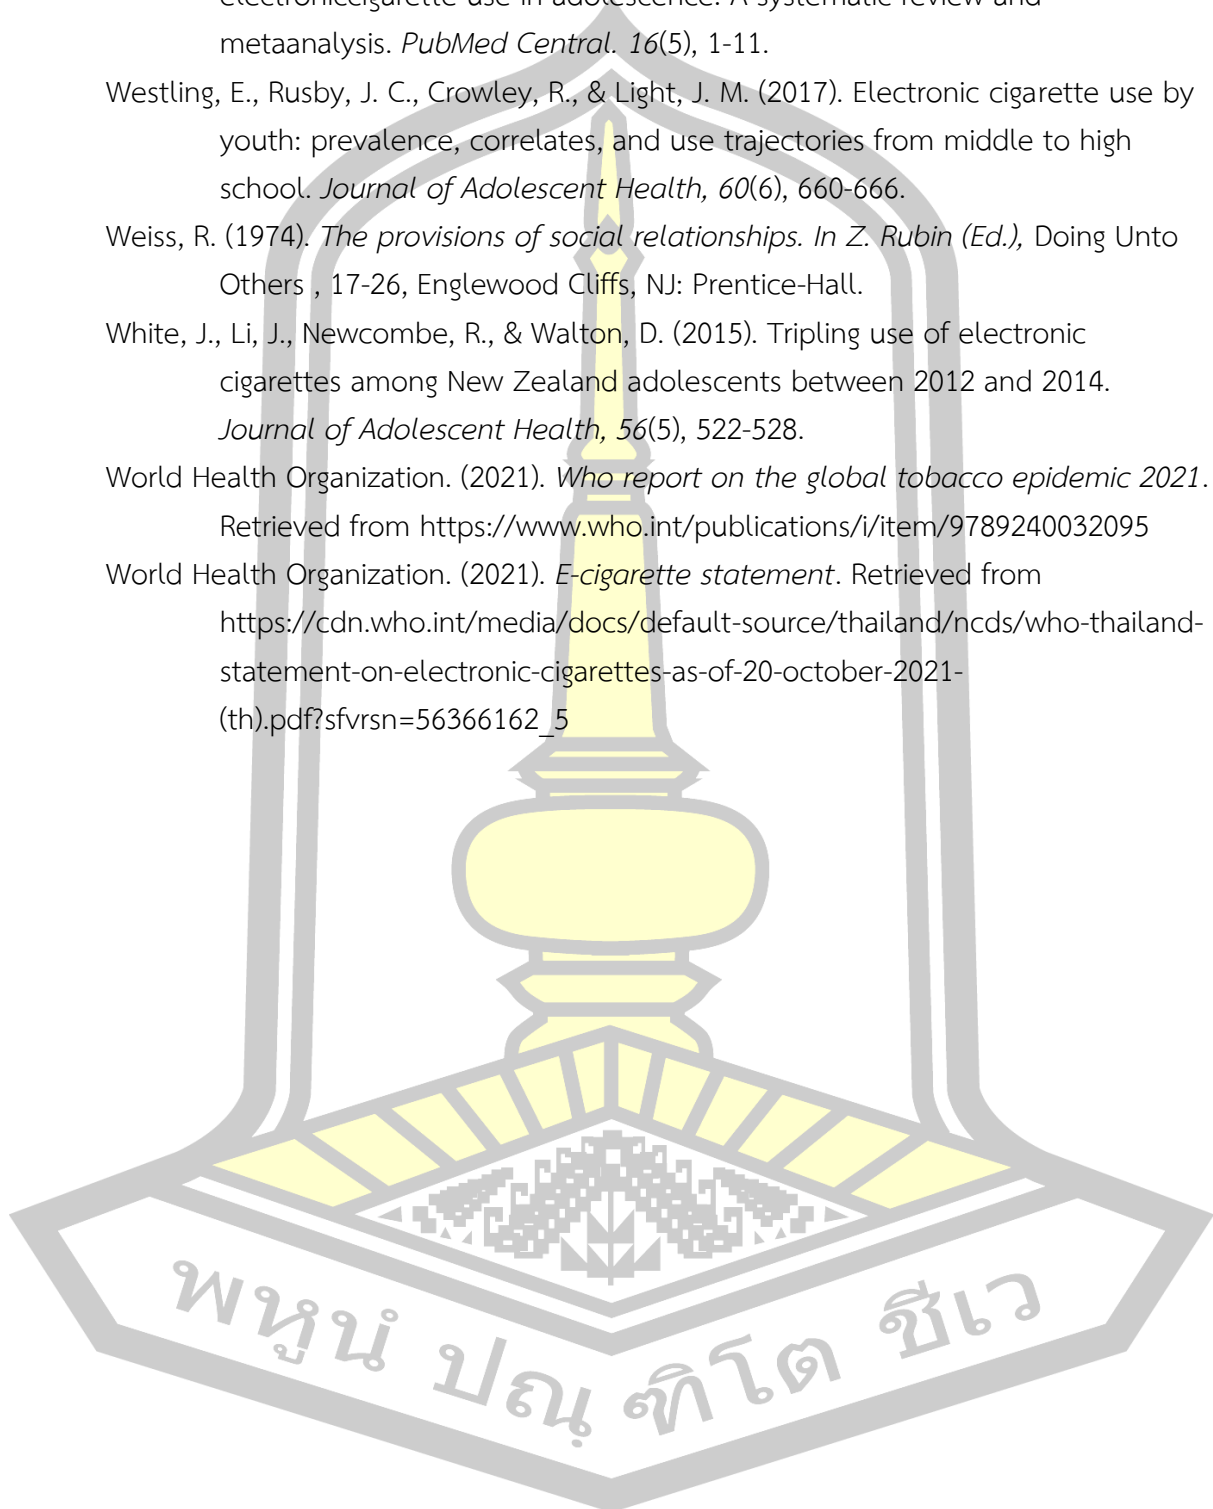 electroniccigarette use in adolescence: A systematic review and
metaanalysis. PubMed Central. 16(5), 1-11.
Westling, E., Rusby, J. C., Crowley, R., & Light, J. M. (2017). Electronic cigarette use by
youth: prevalence, correlates, and use trajectories from middle to high
school. Journal of Adolescent Health, 60(6), 660-666.
Weiss, R. (1974). The provisions of social relationships. In Z. Rubin (Ed.), Doing Unto
Others , 17-26, Englewood Cliffs, NJ: Prentice-Hall.
White, J., Li, J., Newcombe, R., & Walton, D. (2015). Tripling use of electronic
cigarettes among New Zealand adolescents between 2012 and 2014.
Journal of Adolescent Health, 56(5), 522-528.
World Health Organization. (2021). Who report on the global tobacco epidemic 2021.
Retrieved from https://www.who.int/publications/i/item/9789240032095
World Health Organization. (2021). E-cigarette statement. Retrieved from
https://cdn.who.int/media/docs/default-source/thailand/ncds/who-thailand-
statement-on-electronic-cigarettes-as-of-20-october-2021-
(th).pdf?sfvrsn=56366162_5
พหูนํ ปณฺฑิโต ชีเว